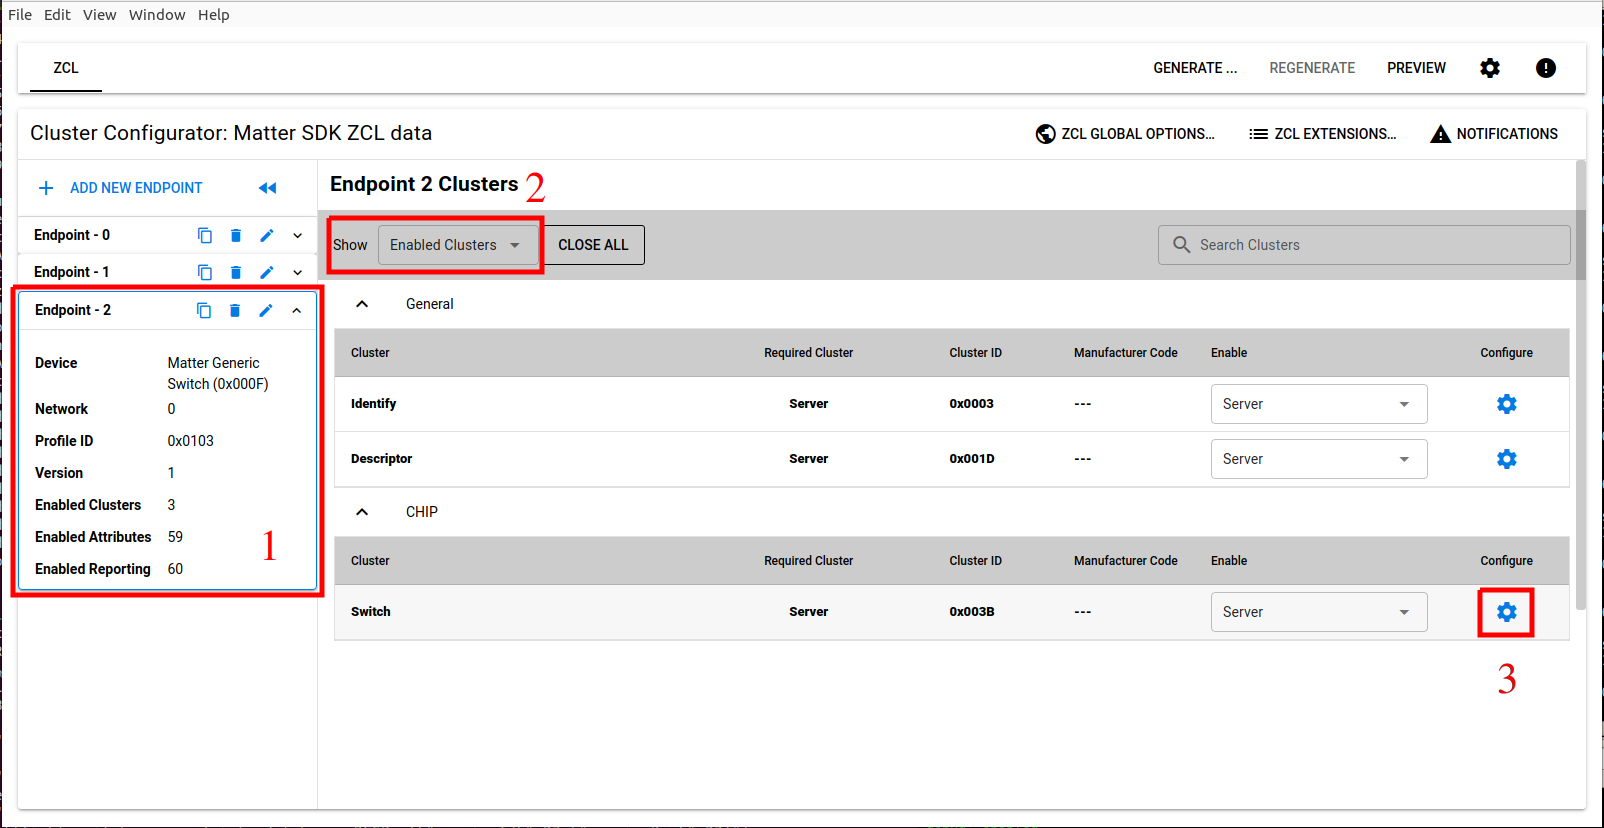 File Edit View Window Help
ZCL GENERATE ... REGENERATE PREVIEW
Cluster Configurator: Matter SDK ZCL data ZCL GLOBAL OPTIONS... ZCL EXTENSIONS... NOTIFICATIONS
ADD NEW ENDPOINT
Endpoint - 0
Endpoint - 1
Endpoint - 2
Device Matter Generic
Switch (0x000F)
Network 0
Profile ID 0x0103
Version 1
Enabled Clusters 3
Enabled Attributes 59
1
Enabled Reporting 60
Endpoint 2 Clusters 2
Show Enabled Clusters CLOSE ALL Search Clusters
General
Cluster Required Cluster Cluster ID Manufacturer Code Enable Configure
Identify Server 0x0003 --- Server
Descriptor Server 0x001D --- Server
CHIP
Cluster Required Cluster Cluster ID Manufacturer Code Enable Configure
Switch Server 0x003B --- Server
3